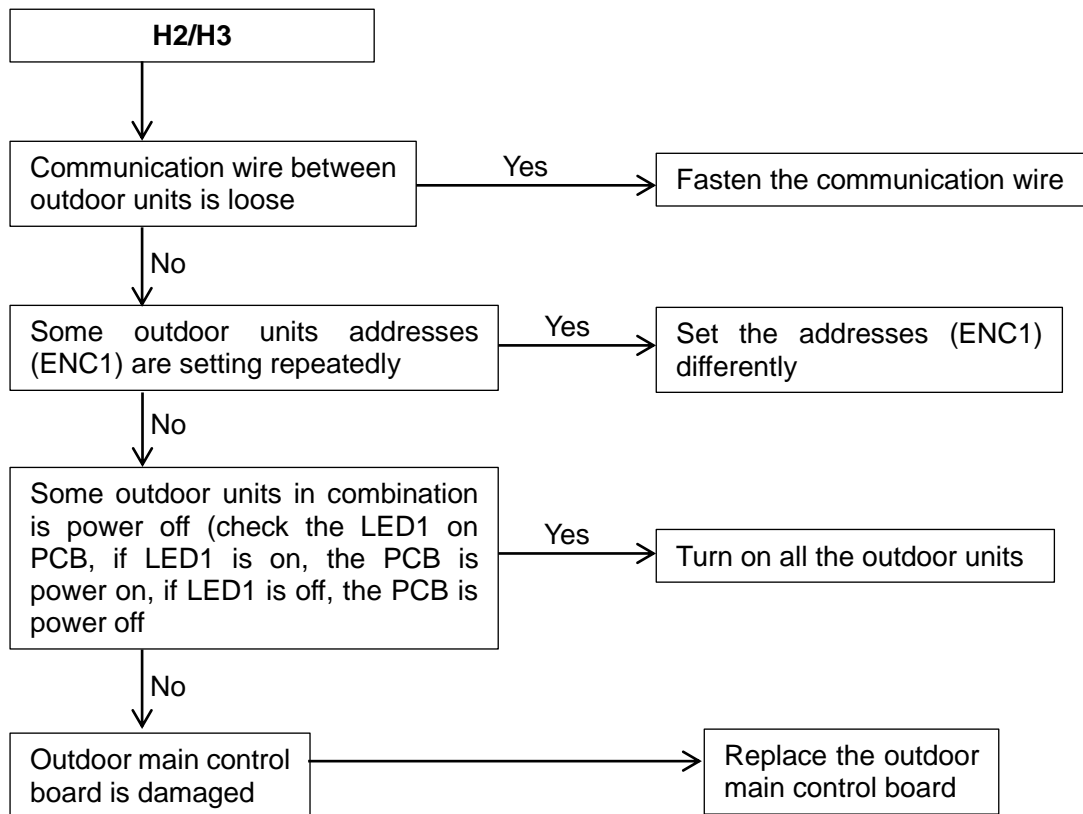 H2/H3
Communication wire between
outdoor units is loose
Yes
Fasten the communication wire
No
Some outdoor units addresses
(ENC1) are setting repeatedly
Yes
Set the addresses (ENC1)
differently
No
Some outdoor units in combination
is power off (check the LED1 on
PCB, if LED1 is on, the PCB is
power on, if LED1 is off, the PCB is
power off
Yes
Turn on all the outdoor units
No
Outdoor main control
board is damaged
Replace the outdoor
main control board